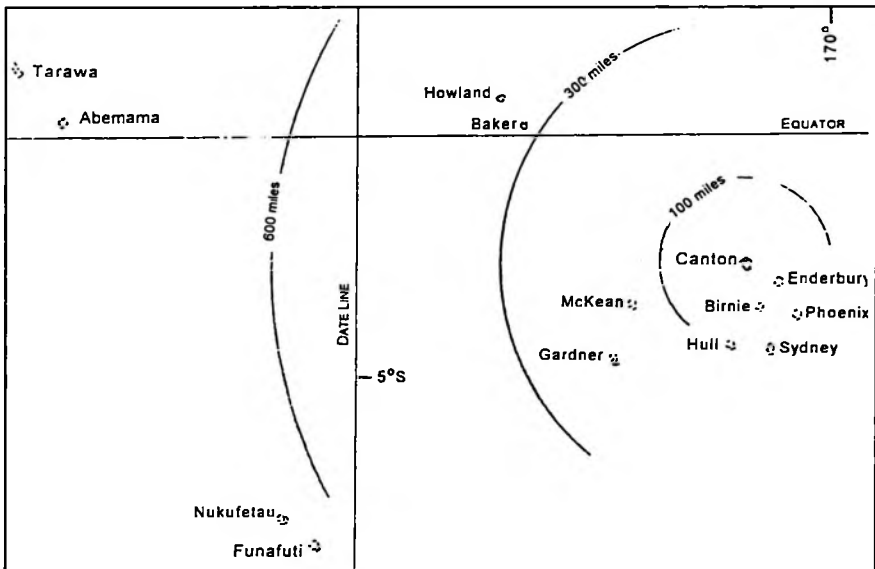 170°
Tarawa
Howland
300 miles
Abemama
Baker
EQUATOR
600 miles
100 miles
Canton
Enderbury
McKean
Birnie
Phoenix
DATE LINE
Hull
Sydney
Gardner
5°S
Nukufetau
Funafuti